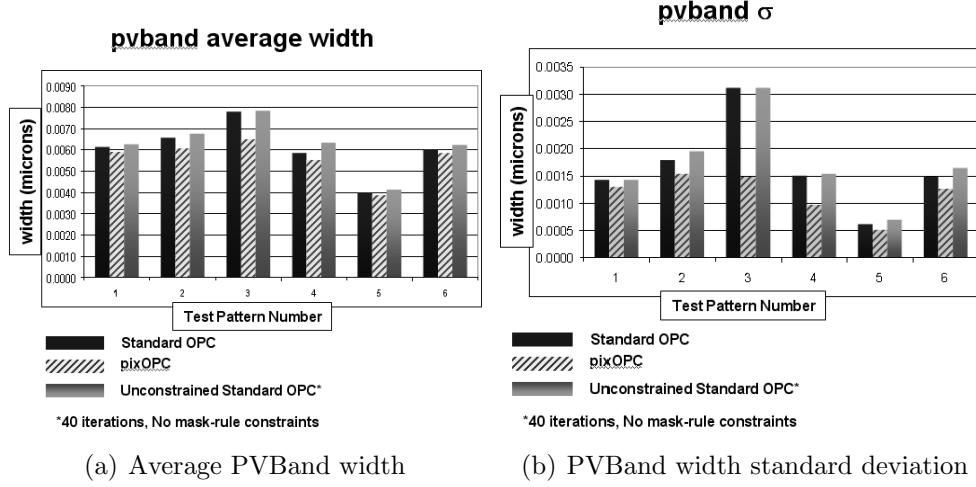 pvband average width
width (microns)
0.0090
0.0080
0.0070
0.0060
0.0050
0.0040
0.0030
0.0020
0.0010
0.0000
1 2 3 4 5 6
Test Pattern Number
Standard OPC
pixOPC
Unconstrained Standard OPC*
*40 iterations, No mask-rule constraints
(a) Average PVBand width
pvband σ
width (microns)
0.0035
0.0030
0.0025
0.0020
0.0015
0.0010
0.0005
0.0000
1 2 3 4 5 6
Test Pattern Number
Standard OPC
pixOPC
Unconstrained Standard OPC*
*40 iterations, No mask-rule constraints
(b) PVBand width standard deviation